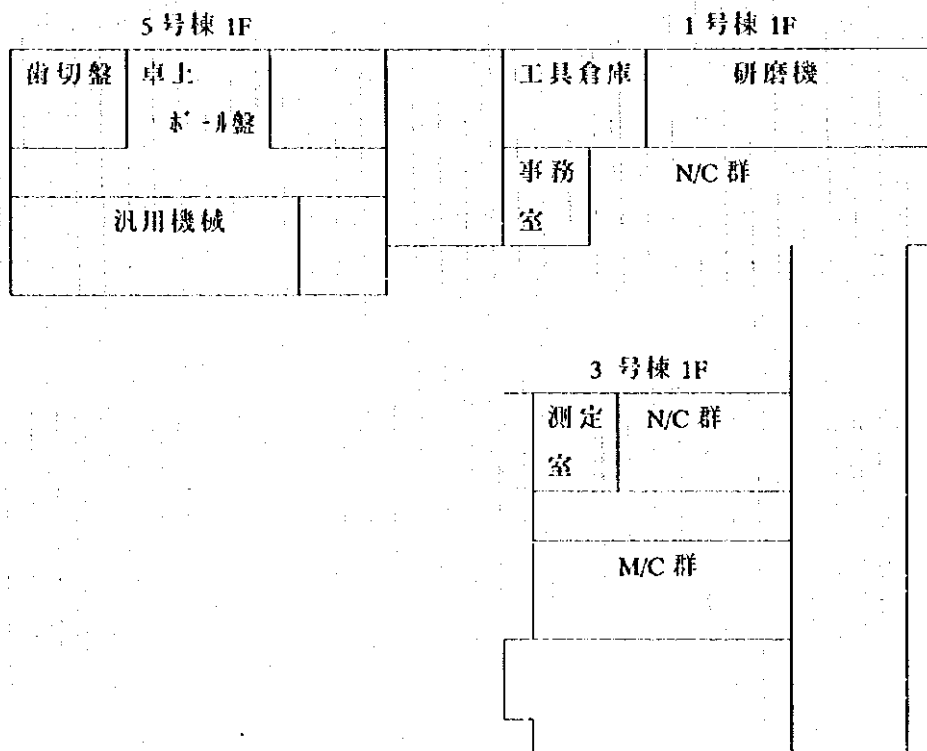 5 号棟 1F
1 号棟 1F
歯切盤
卓上
ボール盤
工具倉庫
研磨機
事務
室
N/C 群
汎用機械
3 号棟 1F
測定
室
N/C 群
M/C 群